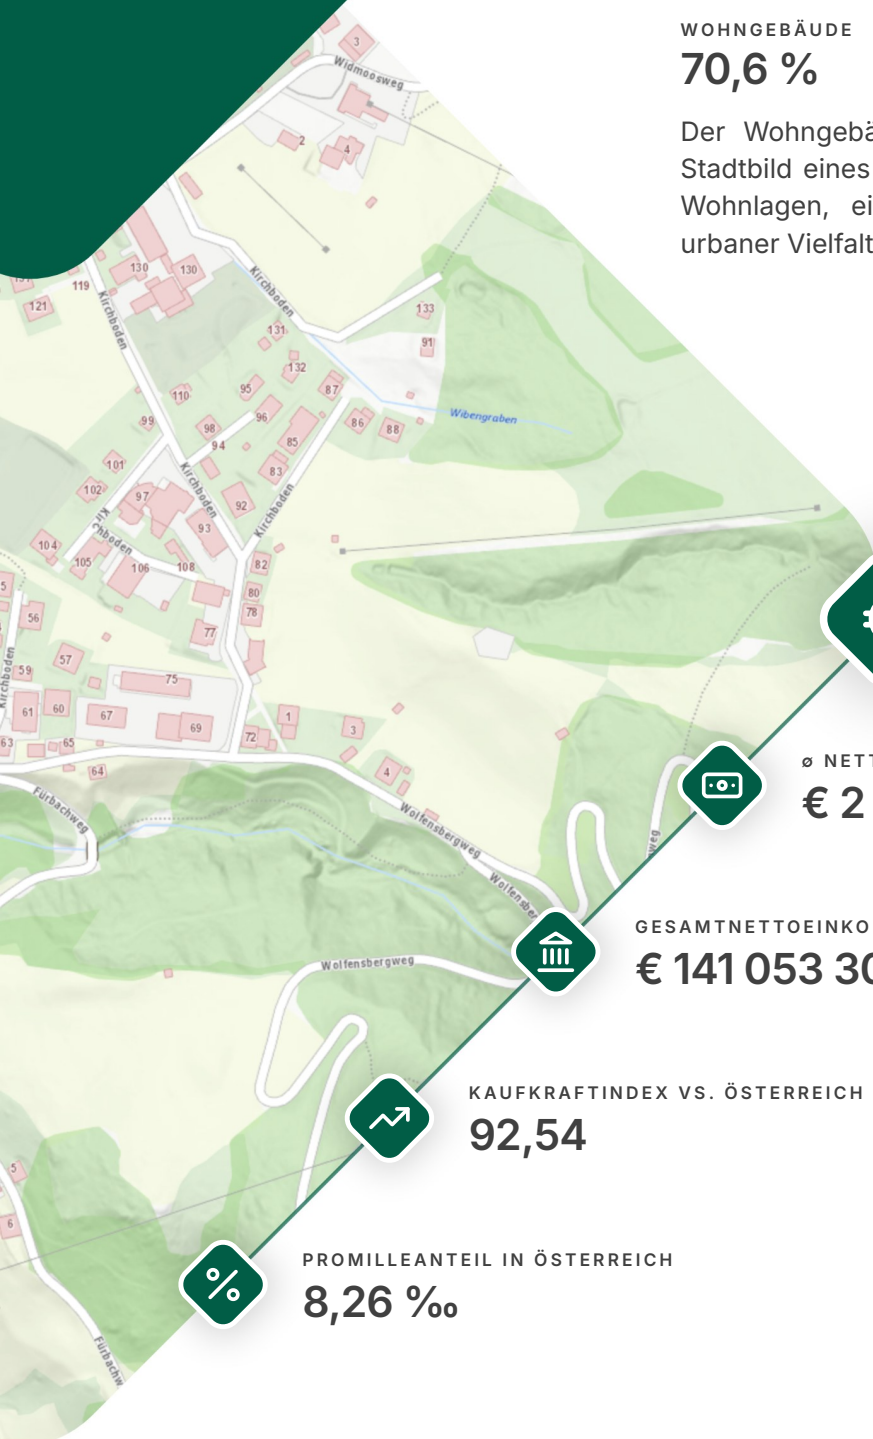 WOHNGEBÄUDE
70,6 %
Der Wohngebä
Stadtbild eines
Wohnlagen, ei
urbaner Vielfalt
3
Widmoosweg
2
4
130
130
119
121
Kirchboden
Kirchboden
133
131
91
132
95
87
110
96
Wibengraben
99
98
86
88
94
85
101
83
102
97
Kirchboden
92
Kirchboden
93
104
Kirchboden
105
106
108
82
5
80
56
78
77
57
59
Kirchboden
75
61
60
67
69
1
72
3
63
65
64
4
Fürbachweg
Wolfensbergweg
weg
Wolfensbe
Wolfensbergweg
5
6
Fürbachw
ø NETT
€ 2
GESAMTNETTOEINKO
€ 141 053 30
KAUFKRAFTINDEX VS. ÖSTERREICH
92,54
PROMILLEANTEIL IN ÖSTERREICH
8,26 ‰